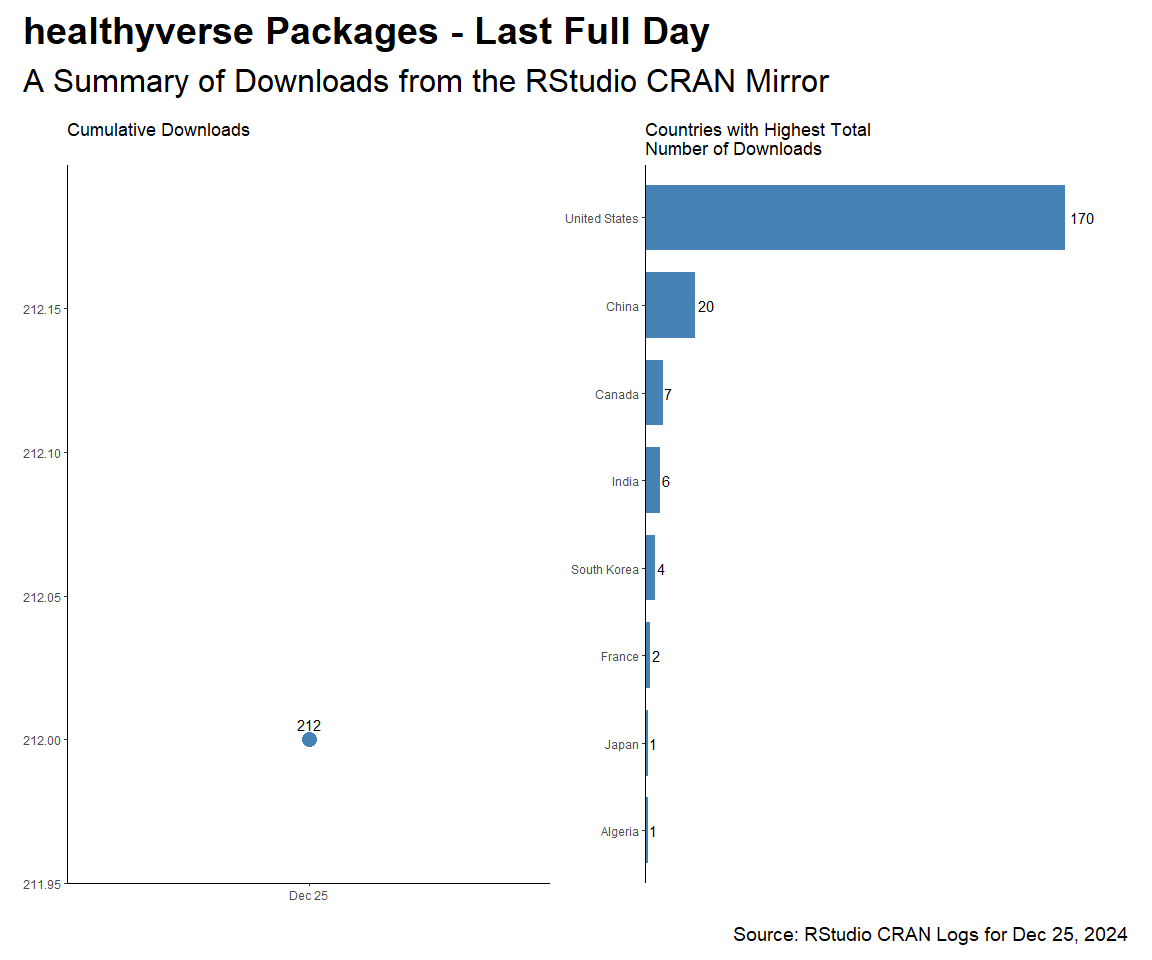 healthyverse Packages - Last Full Day
A Summary of Downloads from the RStudio CRAN Mirror
Cumulative Downloads
212.15
212.10
212.05
212.00
211.95
212
Dec 25
Countries with Highest Total
Number of Downloads
United States 170
China 20
Canada 7
India 6
South Korea 4
France 2
Japan 1
Algeria 1
Source: RStudio CRAN Logs for Dec 25, 2024